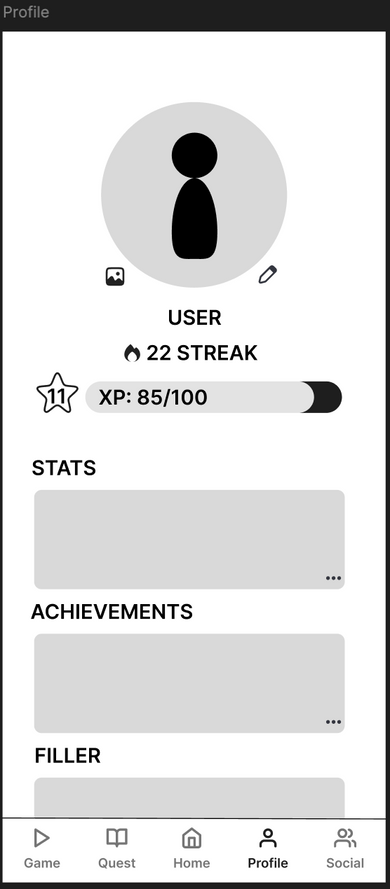 Profile
USER
22 STREAK
11
XP: 85/100
STATS
ACHIEVEMENTS
FILLER
Game
Quest
Home
Profile
Social